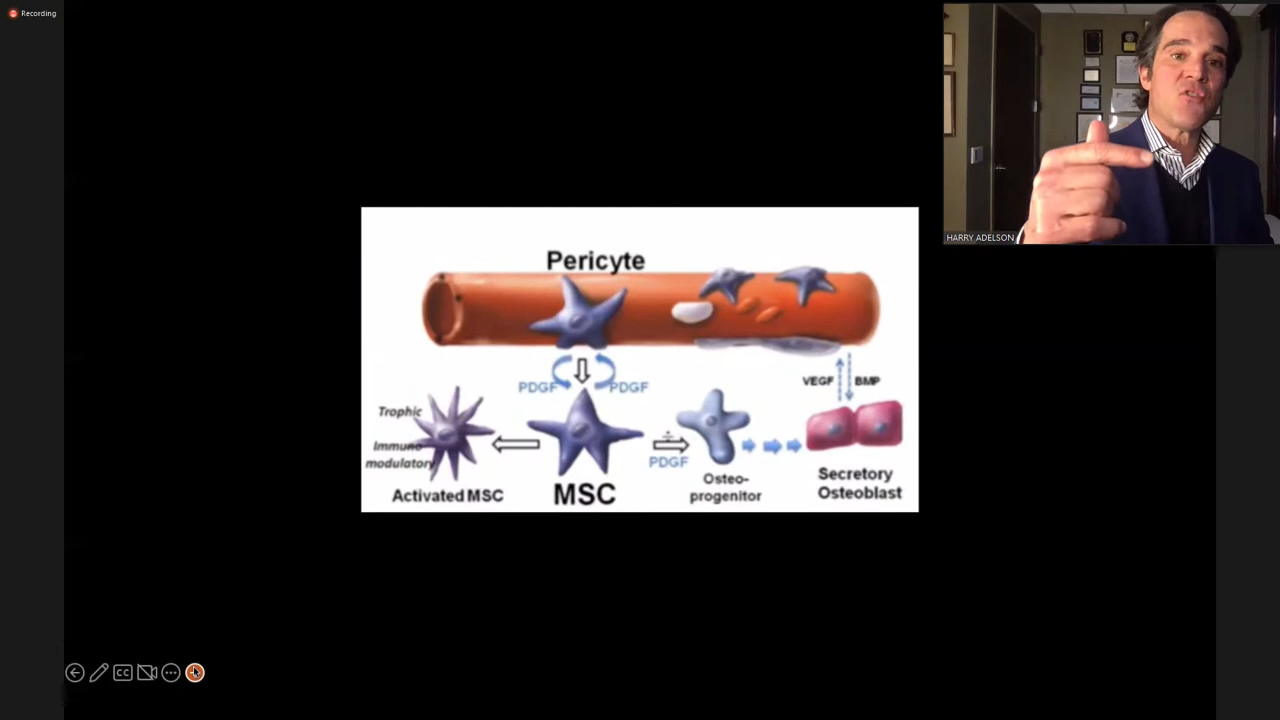 Recording
HARRY ADELSON
Pericyte
PDGF PDGF
VEGF BMP
Trophic
Immuno
modulatory
PDGF
Activated MSC
MSC
Osteo-
progenitor
Secretory
Osteoblast
CC